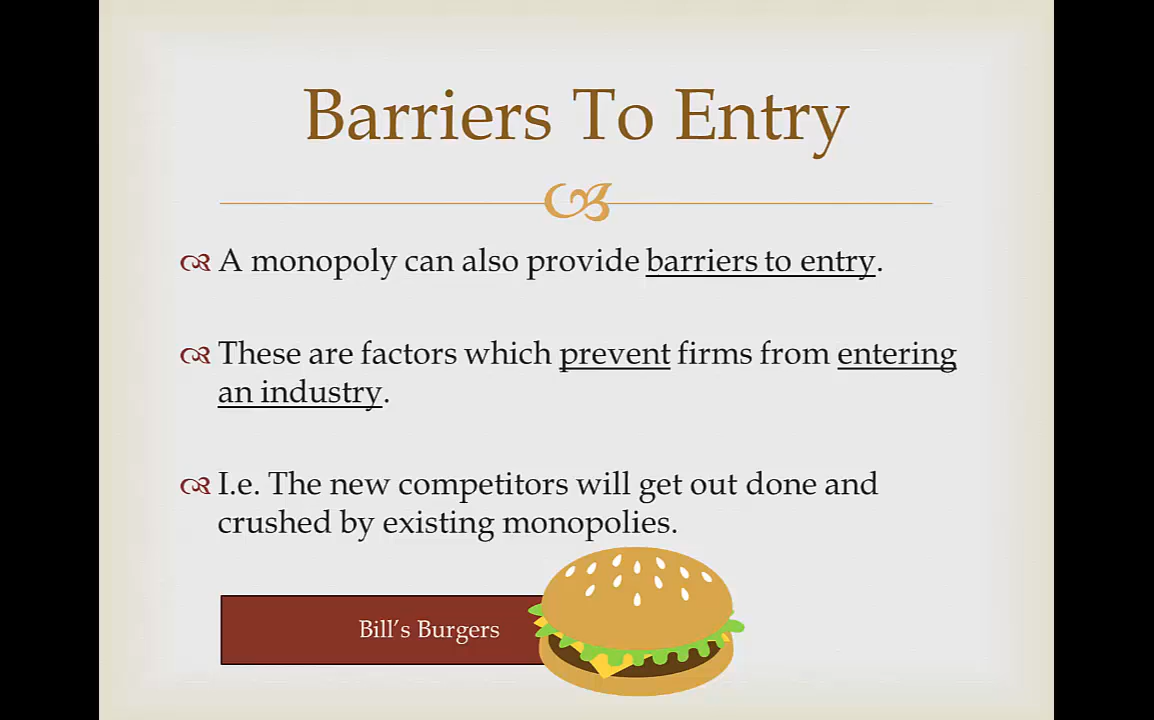 Barriers To Entry
A monopoly can also provide barriers to entry.
These are factors which prevent firms from entering
an industry.
I.e. The new competitors will get out done and
crushed by existing monopolies.
Bill's Burgers